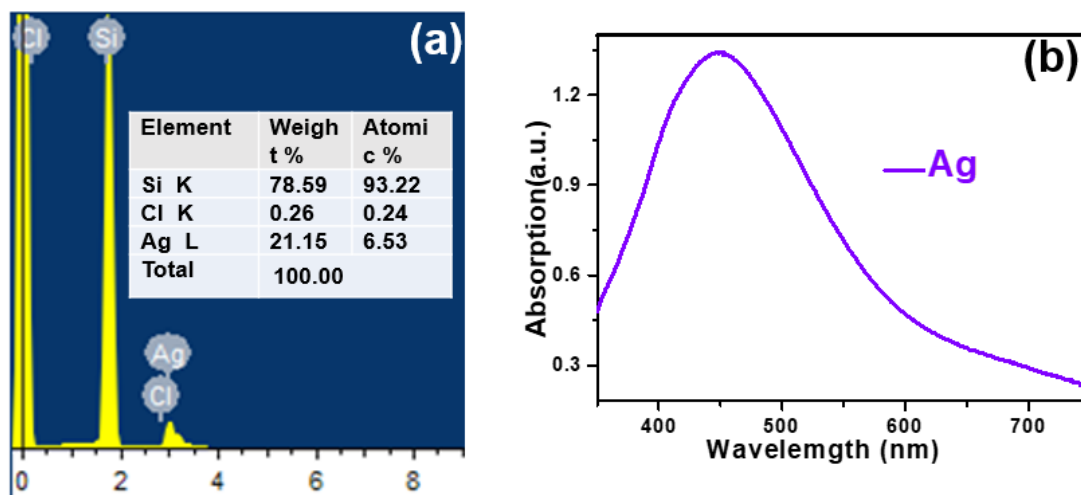 Cl Si (a)
Element Weigh Atomi
t % c %
Si K 78.59 93.22
Cl K 0.26 0.24
Ag L 21.15 6.53
Total 100.00
Ag
Cl
0 2 4 6 8
(b)
Ag
Absorption(a.u.)
1.2
0.9
0.6
0.3
400 500 600 700
Wavelemgth (nm)